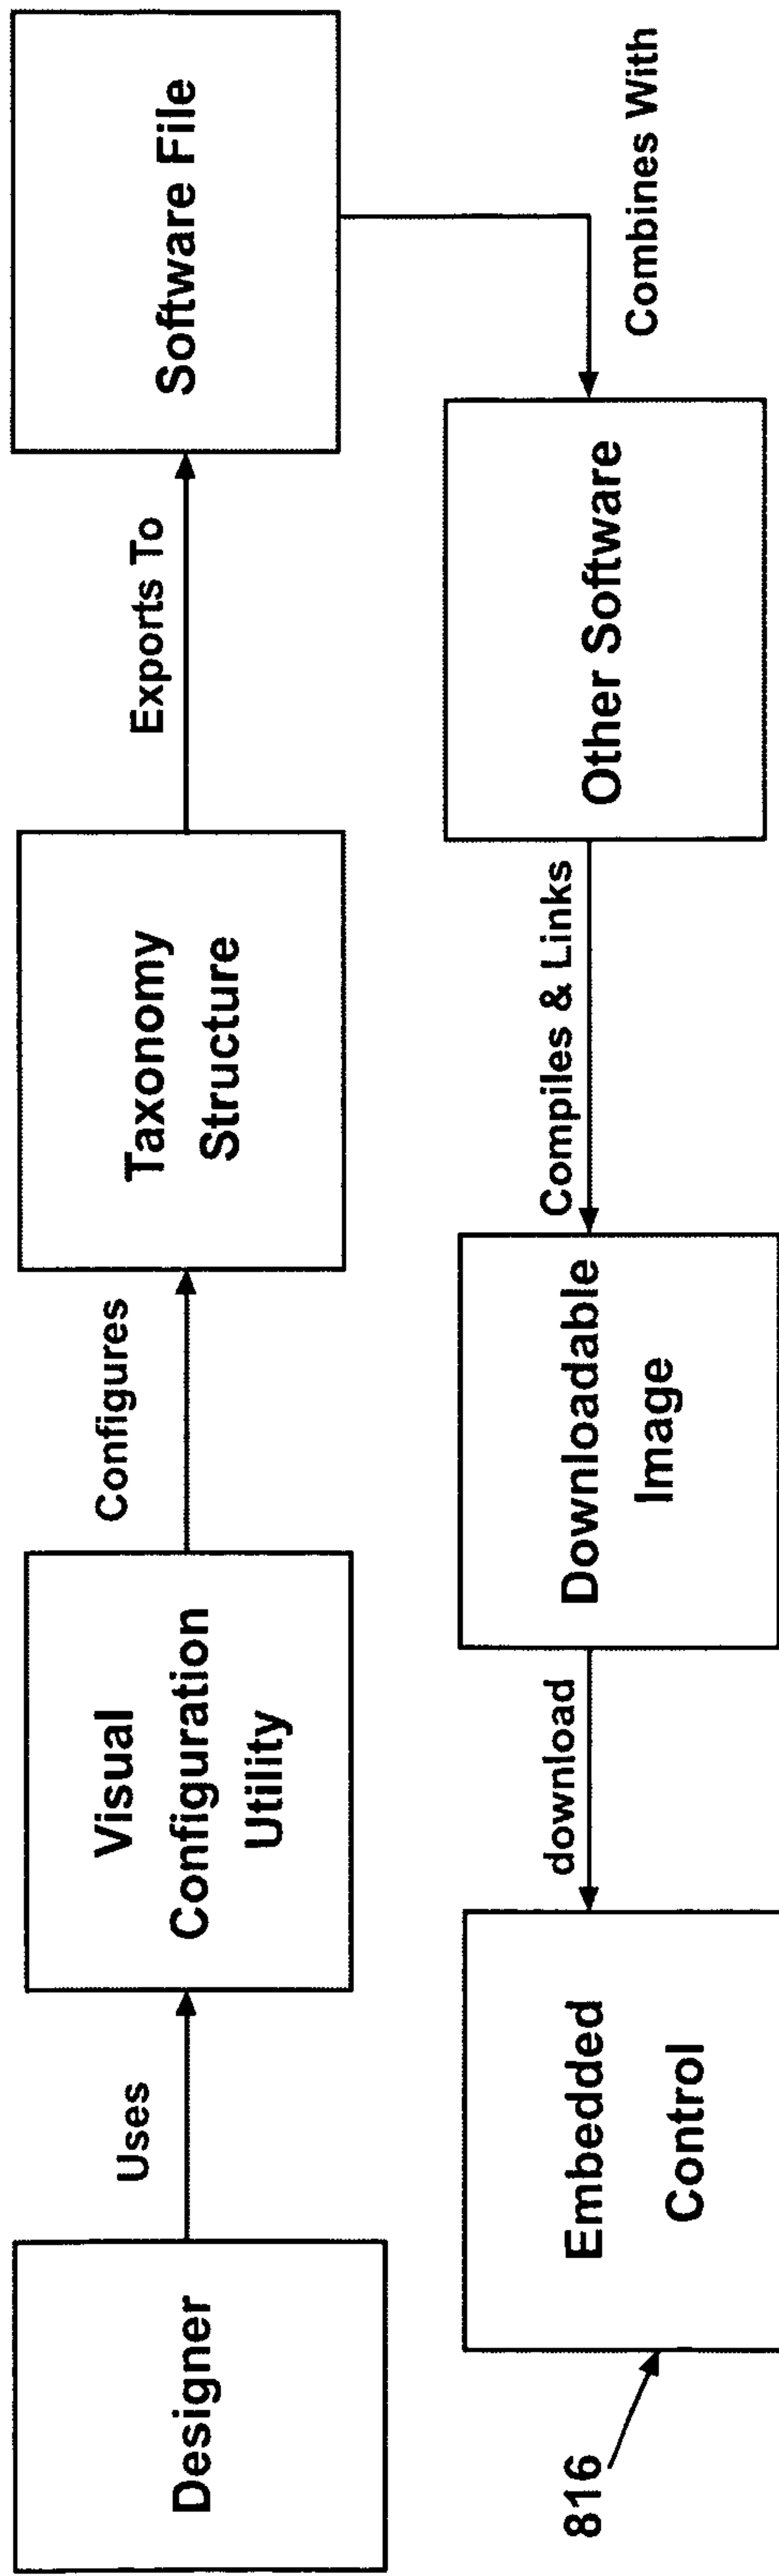 Designer
Uses
Visual
Configuration
Utility
Configures
Taxonomy
Structure
Exports To
Software File
Combines With
Other Software
Compiles & Links
Downloadable
Image
download
Embedded
Control
816